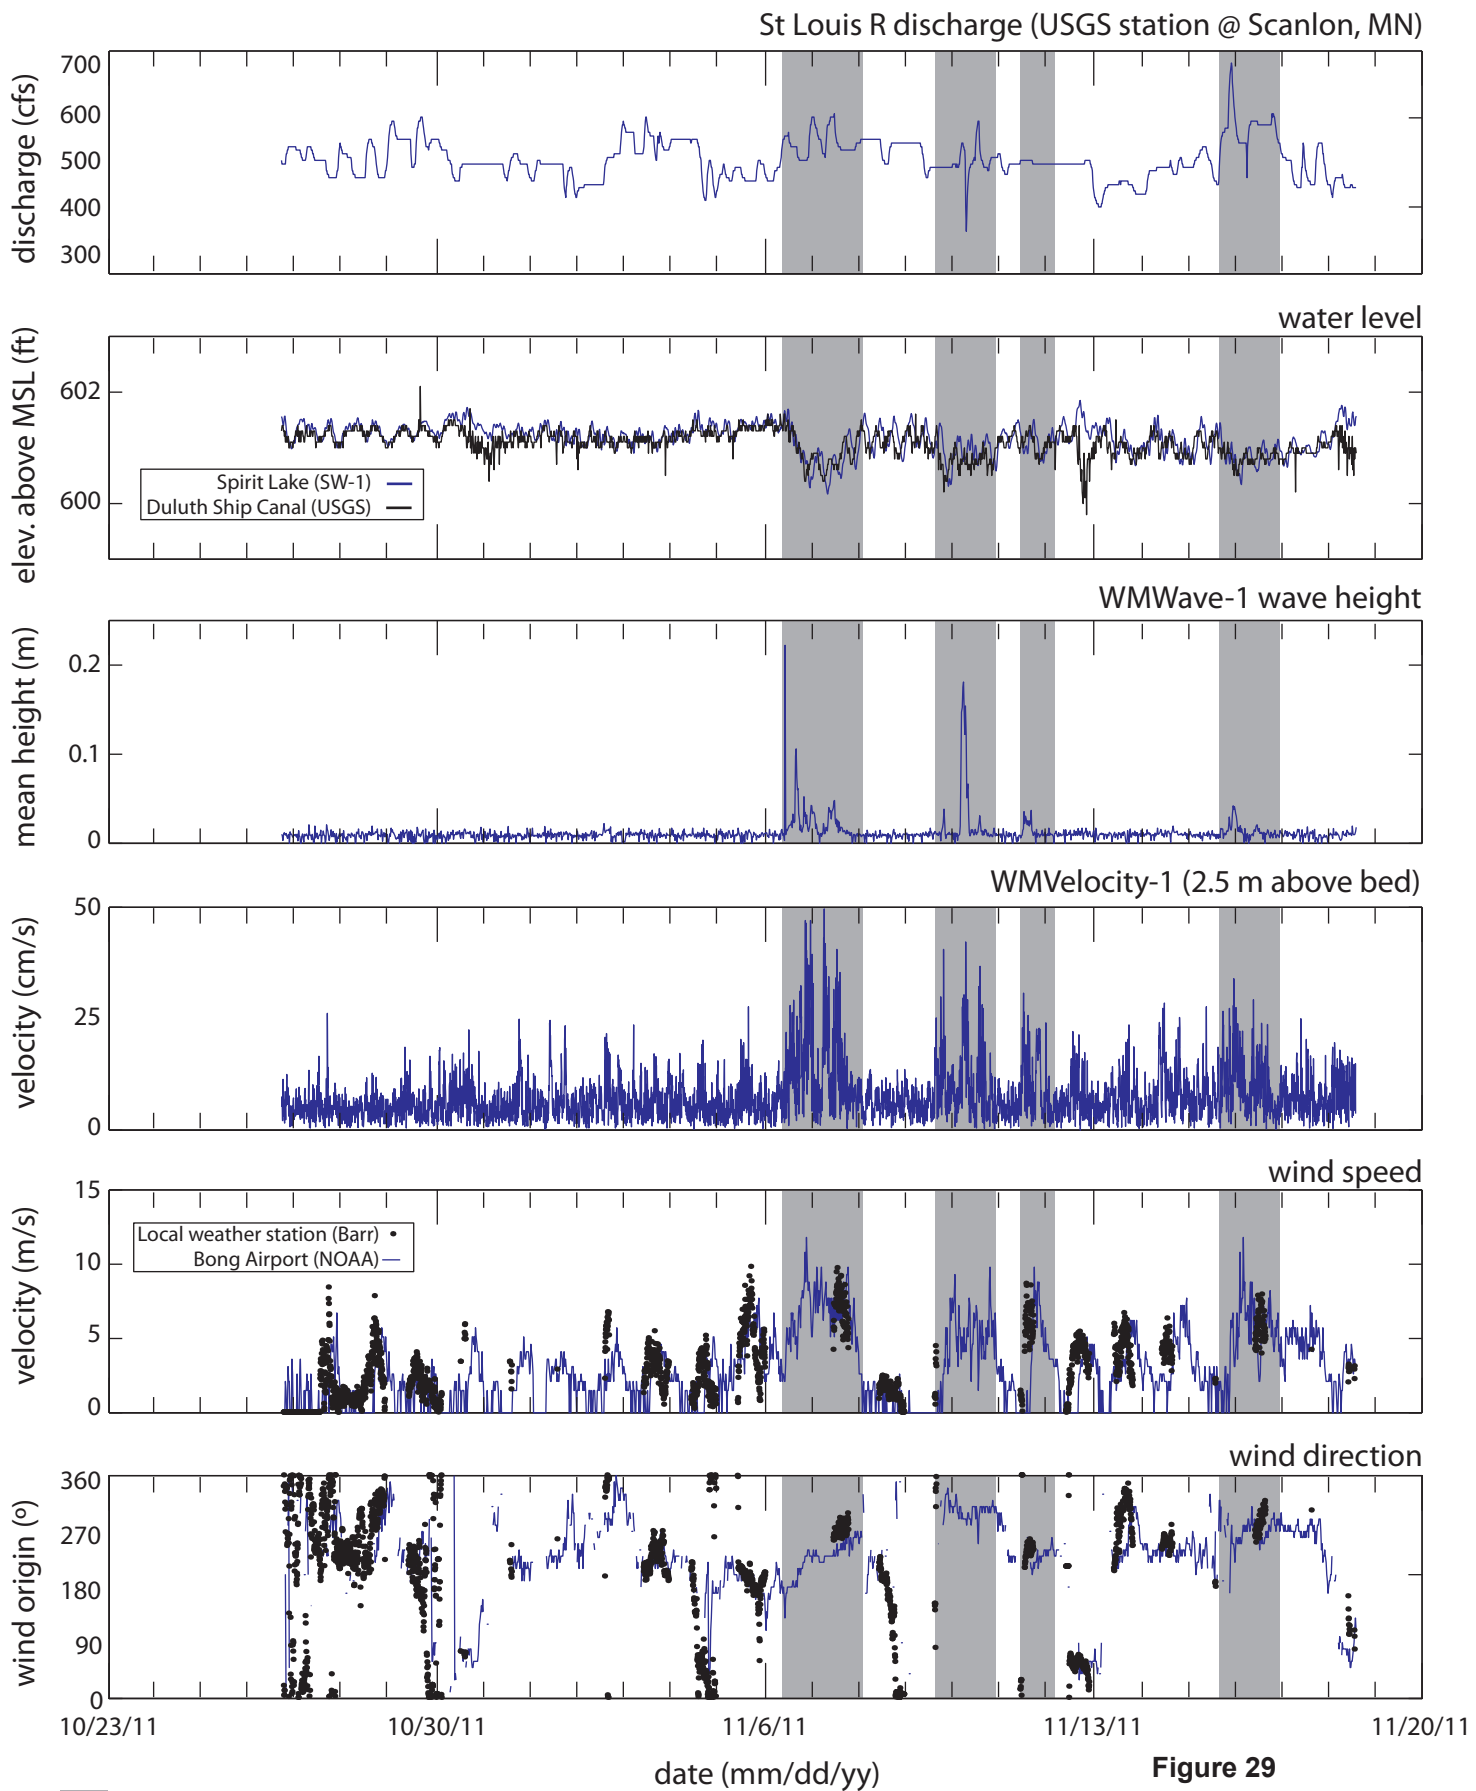 St Louis R discharge (USGS station @ Scanlon, MN)
discharge (cfs)
700
600
500
400
300
water level
elev. above MSL (ft)
602
600
Spirit Lake (SW-1)
Duluth Ship Canal (USGS)
WMWave-1 wave height
mean height (m)
0.2
0.1
0
WMVelocity-1 (2.5 m above bed)
velocity (cm/s)
50
25
0
wind speed
velocity (m/s)
15
10
5
0
Local weather station (Barr)
Bong Airport (NOAA)
wind direction
wind origin (º)
360
270
180
90
0
10/23/11 10/30/11 11/6/11 11/13/11 11/20/11
date (mm/dd/yy)
Figure 29